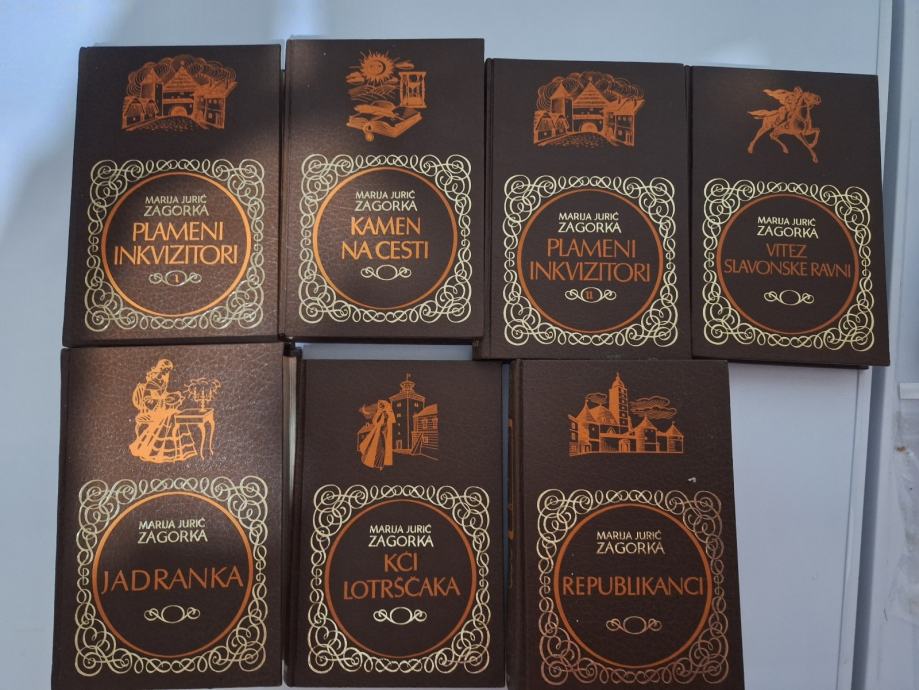 MARIJA JURIĆ
ZAGORKA
PLAMENI
INKVIZITORI
I
MARIJA JURIĆ
ZAGORKA
KAMEN
NA CESTI
MARIJA JURIĆ
ZAGORKA
PLAMENI
INKVIZITORI
II
MARIJA JURIĆ
ZAGORKA
VITEZ
SLAVONSKE RAVNI
MARIJA JURIĆ
ZAGORKA
JADRANKA
MARIJA JURIĆ
ZAGORKA
KĆI
LOTRŠĆAKA
MARIJA JURIĆ
ZAGORKA
REPUBLIKANCI